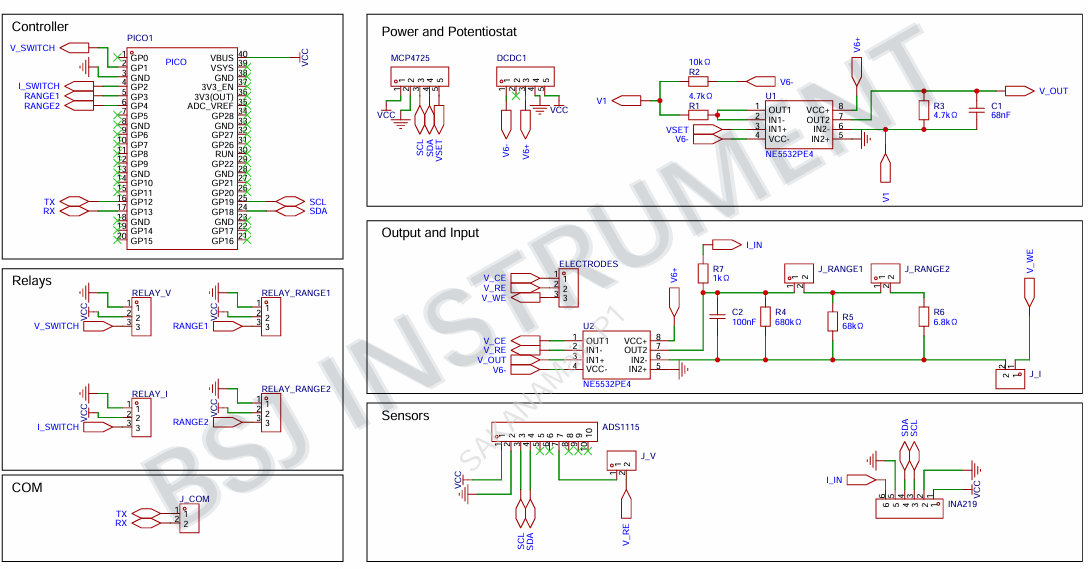 Controller
PICO1
PICO
V_SWITCH
I_SWITCH
RANGE1
RANGE2
TX
RX
1 GP0
2 GP1
3 GND
4 GP2
5 GP3
6 GP4
7 GP5
8 GND
9 GP6
10 GP7
11 GP8
12 GP9
13 GND
14 GP10
15 GP11
16 GP12
17 GP13
18 GND
19 GP14
20 GP15
VBUS 40
VSYS 39
GND 38
3V3_EN 37
3V3(OUT) 36
ADC_VREF 35
GP28 34
GND 33
GP27 32
GP26 31
RUN 30
GP22 29
GND 28
GP21 27
GP20 26
GP19 25
GP18 24
GND 23
GP17 22
GP16 21
VCC
SCL
SDA
Relays
RELAY_V
VCC
1
2
3
V_SWITCH
RELAY_RANGE1
VCC
1
2
3
RANGE1
RELAY_I
VCC
1
2
3
I_SWITCH
RELAY_RANGE2
VCC
1
2
3
RANGE2
COM
J_COM
TX
RX
1
2
Power and Potentiostat
MCP4725
1 2 3 4 5
VCC
SCL
SDA
VSET
DCDC1
1 2 3 4 5
VCC
V6-
V6+
10kΩ
R2
V6-
V1
4.7kΩ
R1
U1
1 OUT1
2 IN1-
3 IN1+
4 VCC-
VCC+ 8
OUT2 7
IN2- 6
IN2+ 5
NE5532PE4
VSET
V6-
V6+
R3
4.7kΩ
C1
68nF
V_OUT
V1
Output and Input
ELECTRODES
V_CE
V_RE
V_WE
1
2
3
U2
V_CE
V_RE
V_OUT
V6-
1 OUT1
2 IN1-
3 IN1+
4 VCC-
VCC+ 8
OUT2 7
IN2- 6
IN2+ 5
NE5532PE4
V6+
I_IN
R7
1kΩ
C2
100nF
R4
680kΩ
J_RANGE1
1 2
R5
68kΩ
J_RANGE2
1 2
R6
6.8kΩ
V_WE
J_I
2 1
Sensors
ADS1115
1 2 3 4 5 6 7 8 9 10
VCC
SCL
SDA
J_V
1 2
V_RE
SDA
SCL
I_IN
6 5 4 3 2 1
VCC
INA219
BSJ INSTRUMENT